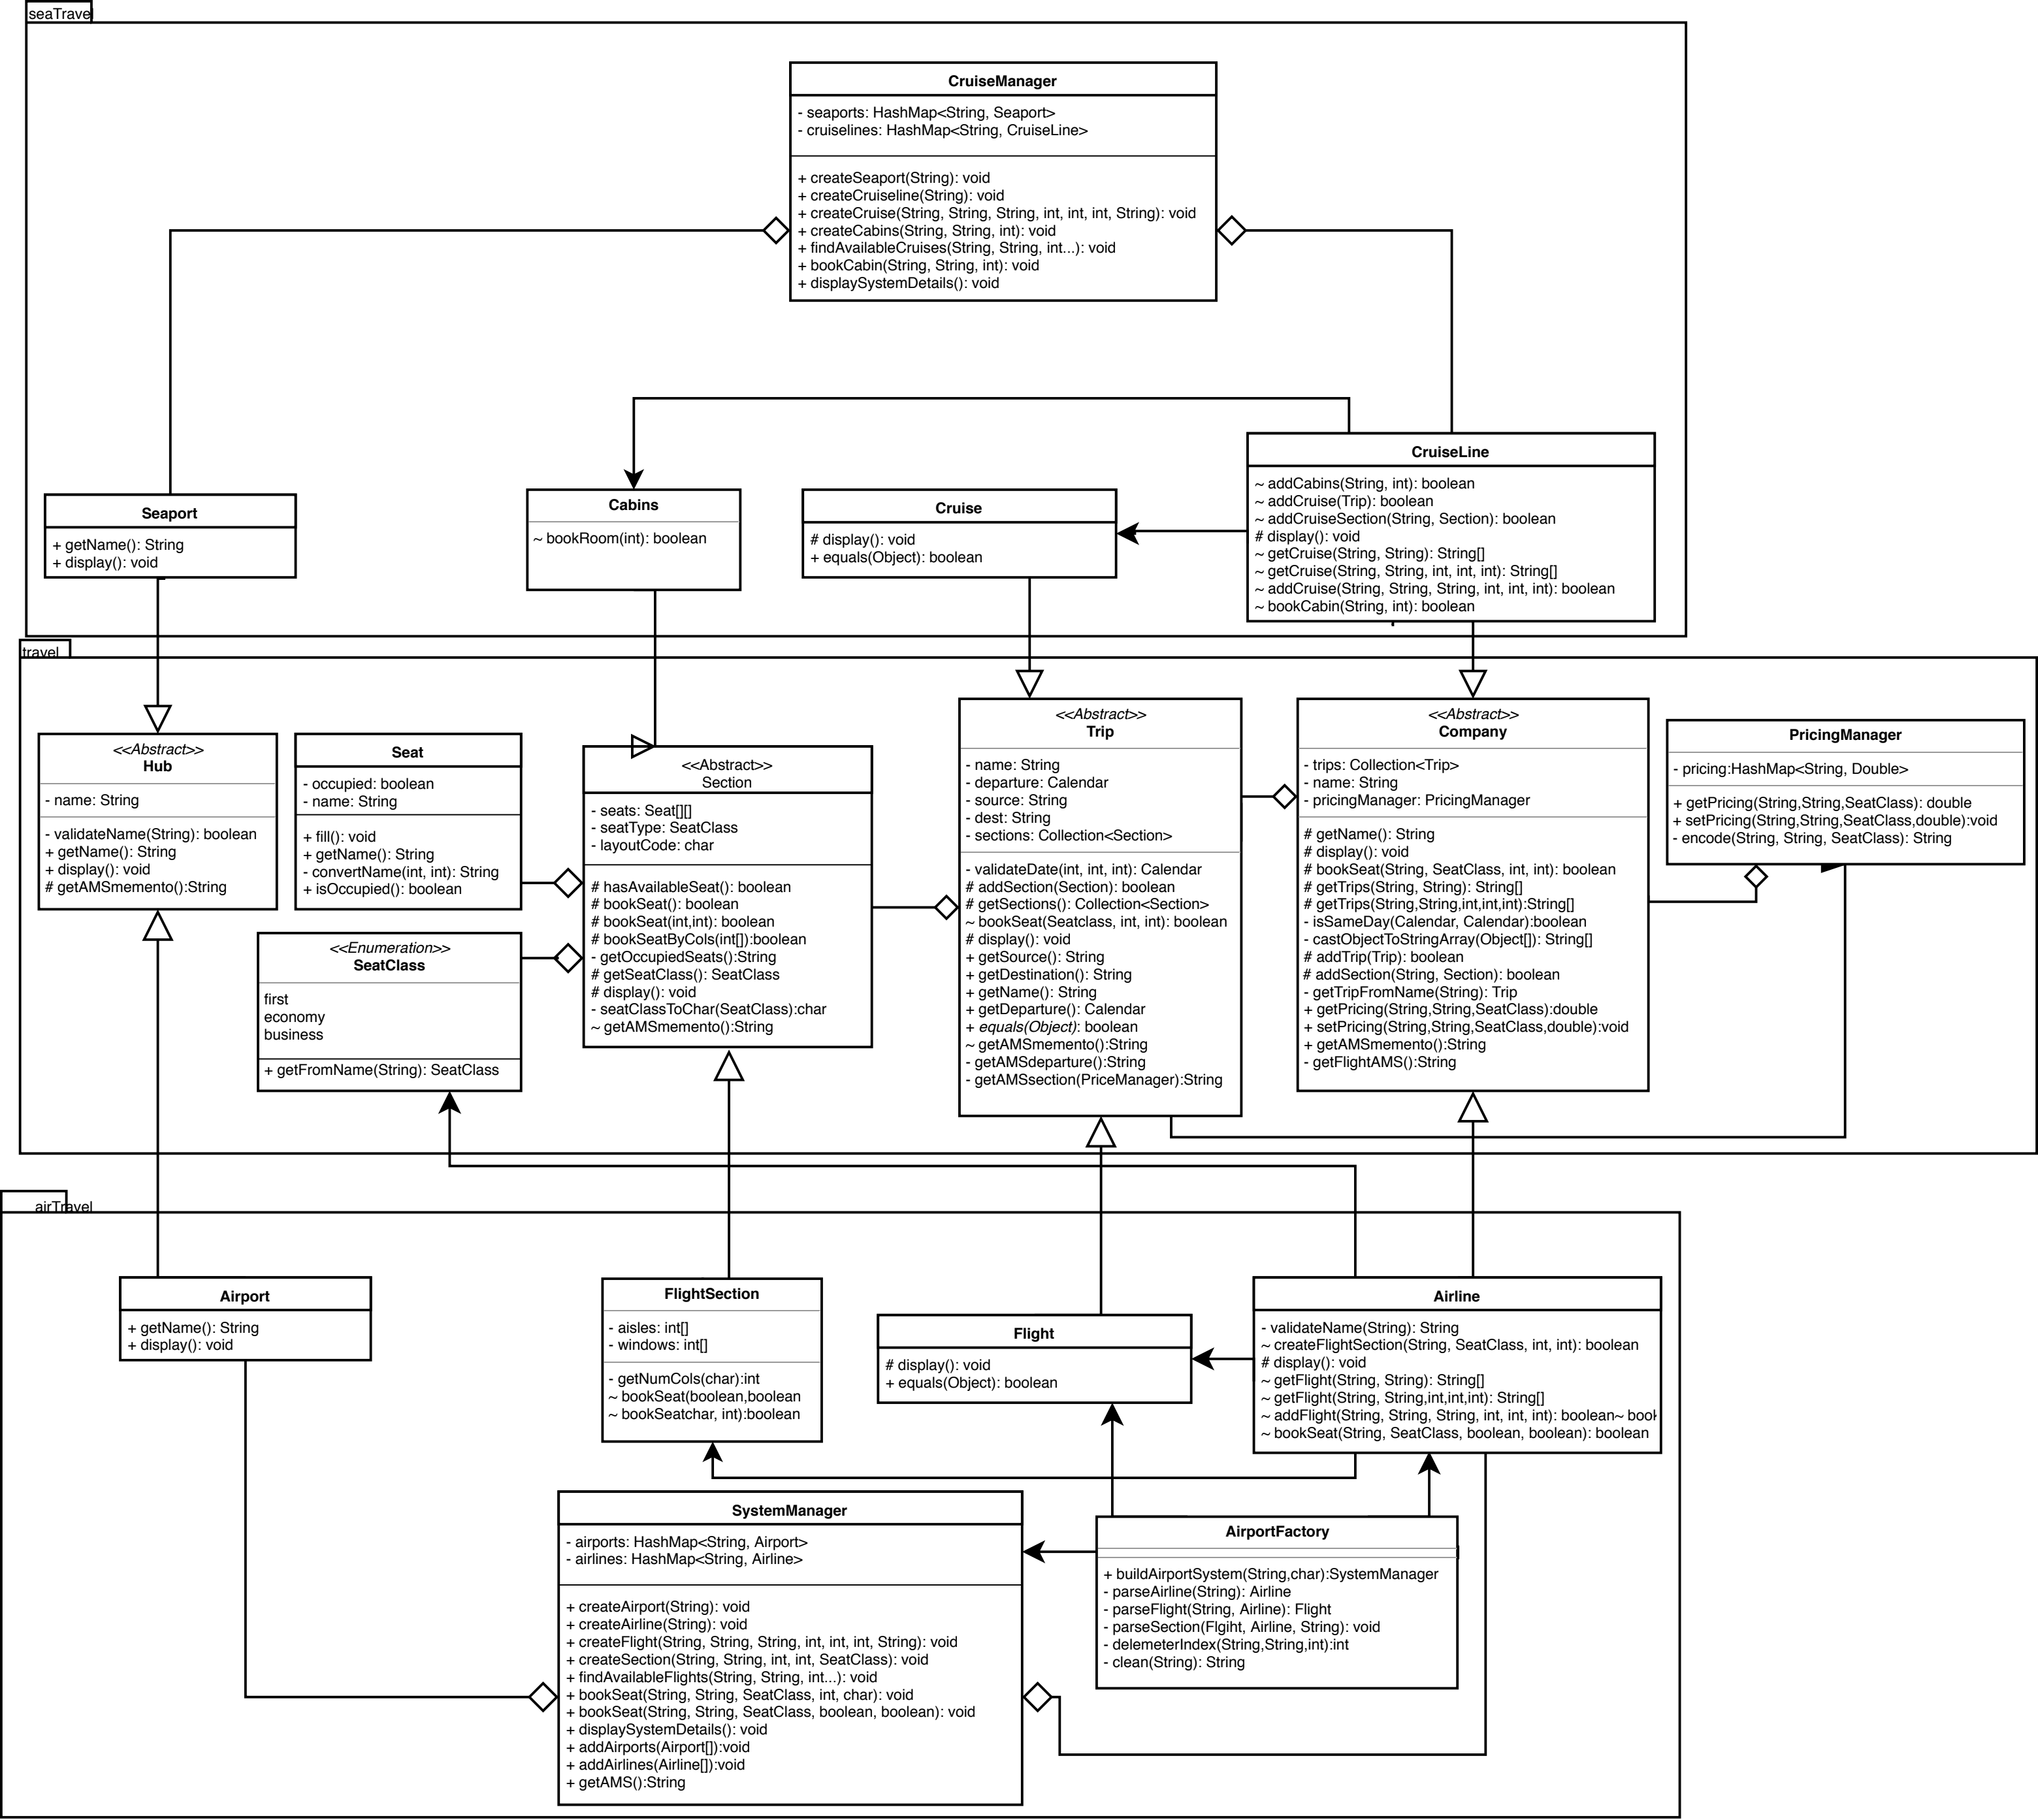 seaTravel
CruiseManager
- seaports: HashMap<String, Seaport>
- cruiselines: HashMap<String, CruiseLine>
+ createSeaport(String): void
+ createCruiseline(String): void
+ createCruise(String, String, String, int, int, int, String): void
+ createCabins(String, String, int): void
+ findAvailableCruises(String, String, int...): void
+ bookCabin(String, String, int): void
+ displaySystemDetails(): void
Seaport
+ getName(): String
+ display(): void
Cabins
~ bookRoom(int): boolean
Cruise
# display(): void
+ equals(Object): boolean
CruiseLine
~ addCabins(String, int): boolean
~ addCruise(Trip): boolean
~ addCruiseSection(String, Section): boolean
# display(): void
~ getCruise(String, String): String[]
~ getCruise(String, String, int, int, int): String[]
~ addCruise(String, String, String, int, int, int): boolean
~ bookCabin(String, int): boolean
travel
<<Abstract>>
Hub
- name: String
- validateName(String): boolean
+ getName(): String
+ display(): void
# getAMSmemento():String
Seat
- occupied: boolean
- name: String
+ fill(): void
+ getName(): String
- convertName(int, int): String
+ isOccupied(): boolean
<<Enumeration>>
SeatClass
first
economy
business
+ getFromName(String): SeatClass
<<Abstract>>
Section
- seats: Seat[][]
- seatType: SeatClass
- layoutCode: char
# hasAvailableSeat(): boolean
# bookSeat(): boolean
# bookSeat(int,int): boolean
# bookSeatByCols(int[]):boolean
- getOccupiedSeats():String
# getSeatClass(): SeatClass
# display(): void
- seatClassToChar(SeatClass):char
~ getAMSmemento():String
<<Abstract>>
Trip
- name: String
- departure: Calendar
- source: String
- dest: String
- sections: Collection<Section>
- validateDate(int, int, int): Calendar
# addSection(Section): boolean
# getSections(): Collection<Section>
~ bookSeat(Seatclass, int, int): boolean
# display(): void
+ getSource(): String
+ getDestination(): String
+ getName(): String
+ getDeparture(): Calendar
+ equals(Object): boolean
~ getAMSmemento():String
- getAMSdeparture():String
- getAMSsection(PriceManager):String
<<Abstract>>
Company
- trips: Collection<Trip>
- name: String
- pricingManager: PricingManager
# getName(): String
# display(): void
# bookSeat(String, SeatClass, int, int): boolean
# getTrips(String, String): String[]
# getTrips(String,String,int,int,int):String[]
- isSameDay(Calendar, Calendar):boolean
- castObjectToStringArray(Object[]): String[]
# addTrip(Trip): boolean
# addSection(String, Section): boolean
- getTripFromName(String): Trip
+ getPricing(String,String,SeatClass):double
+ setPricing(String,String,SeatClass,double):void
+ getAMSmemento():String
- getFlightAMS():String
PricingManager
- pricing:HashMap<String, Double>
+ getPricing(String,String,SeatClass): double
+ setPricing(String,String,SeatClass,double):void
- encode(String, String, SeatClass): String
airTravel
Airport
+ getName(): String
+ display(): void
FlightSection
- aisles: int[]
- windows: int[]
- getNumCols(char):int
~ bookSeat(boolean,boolean
~ bookSeatchar, int):boolean
Flight
# display(): void
+ equals(Object): boolean
Airline
- validateName(String): String
~ createFlightSection(String, SeatClass, int, int): boolean
# display(): void
~ getFlight(String, String): String[]
~ getFlight(String, String,int,int,int): String[]
~ addFlight(String, String, String, int, int, int): boolean~
~ bookSeat(String, SeatClass, boolean, boolean): boolean
SystemManager
- airports: HashMap<String, Airport>
- airlines: HashMap<String, Airline>
+ createAirport(String): void
+ createAirline(String): void
+ createFlight(String, String, String, int, int, int, String): void
+ createSection(String, String, int, int, SeatClass): void
+ findAvailableFlights(String, String, int...): void
+ bookSeat(String, String, SeatClass, int, char): void
+ bookSeat(String, String, SeatClass, boolean, boolean): void
+ displaySystemDetails(): void
+ addAirports(Airport[]):void
+ addAirlines(Airline[]):void
+ getAMS():String
AirportFactory
+ buildAirportSystem(String,char):SystemManager
- parseAirline(String): Airline
- parseFlight(String, Airline): Flight
- parseSection(Flgiht, Airline, String): void
- delemeterIndex(String,String,int):int
- clean(String): String